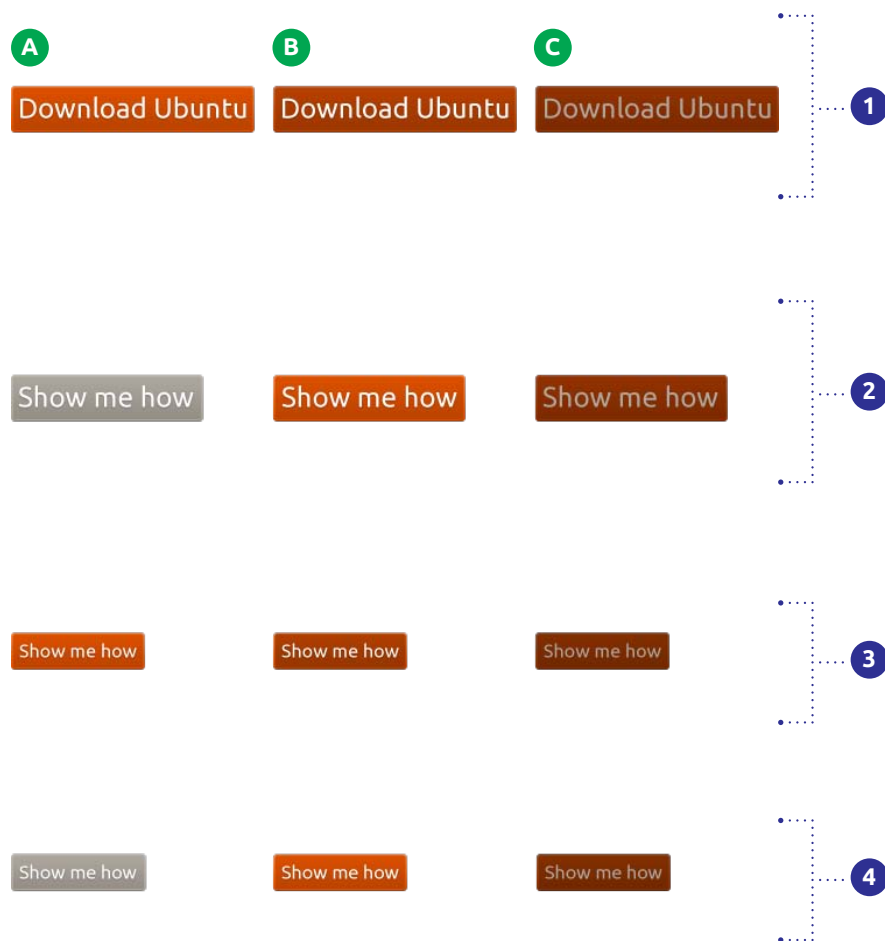 A B C
Download Ubuntu Download Ubuntu Download Ubuntu 1
Show me how Show me how Show me how 2
Show me how Show me how Show me how 3
Show me how Show me how Show me how 4